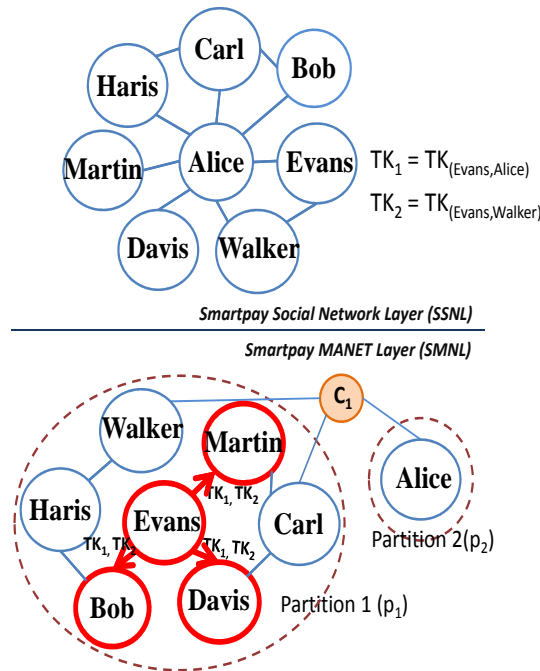 Carl
Bob
Haris
Martin
Alice
Evans
TK1 = TK(Evans,Alice)
TK2 = TK(Evans,Walker)
Davis
Walker
Smartpay Social Network Layer (SSNL)
Smartpay MANET Layer (SMNL)
C1
Walker
Martin
Alice
TK1, TK2
Haris
Evans
Carl
Partition 2(p2)
TK1, TK2
TK1, TK2
Bob
Davis
Partition 1 (p1)